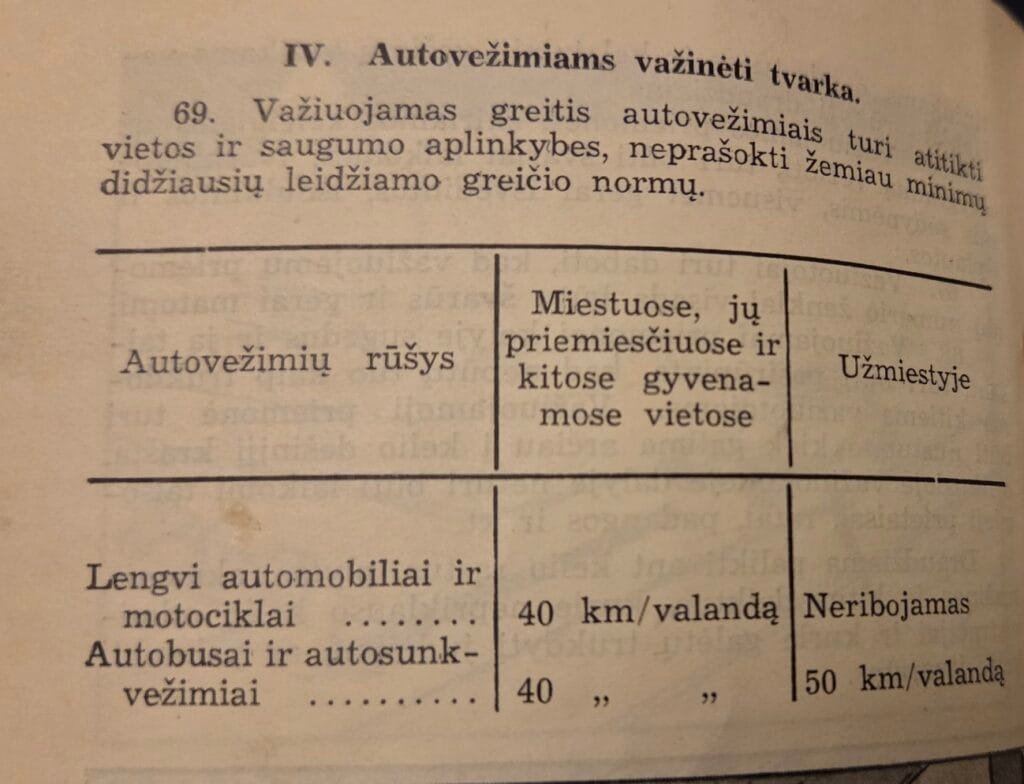 IV. Autovežimiams važinėti tvarka.
69. Važiuojamas greitis autovežimiais turi atitikti
vietos ir saugumo aplinkybes, neprašokti žemiau minimų
didžiausių leidžiamo greičio normų.
Autovežimių rūšys
Miestuose, jų
priemiesčiuose ir
kitose gyvena-
mose vietose
Užmiestyje
Lengvi automobiliai ir
motociklai ........ 40 km/valandą Neribojamas
Autobusai ir autosunk-
vežimiai .......... 40 „ „ 50 km/valandą